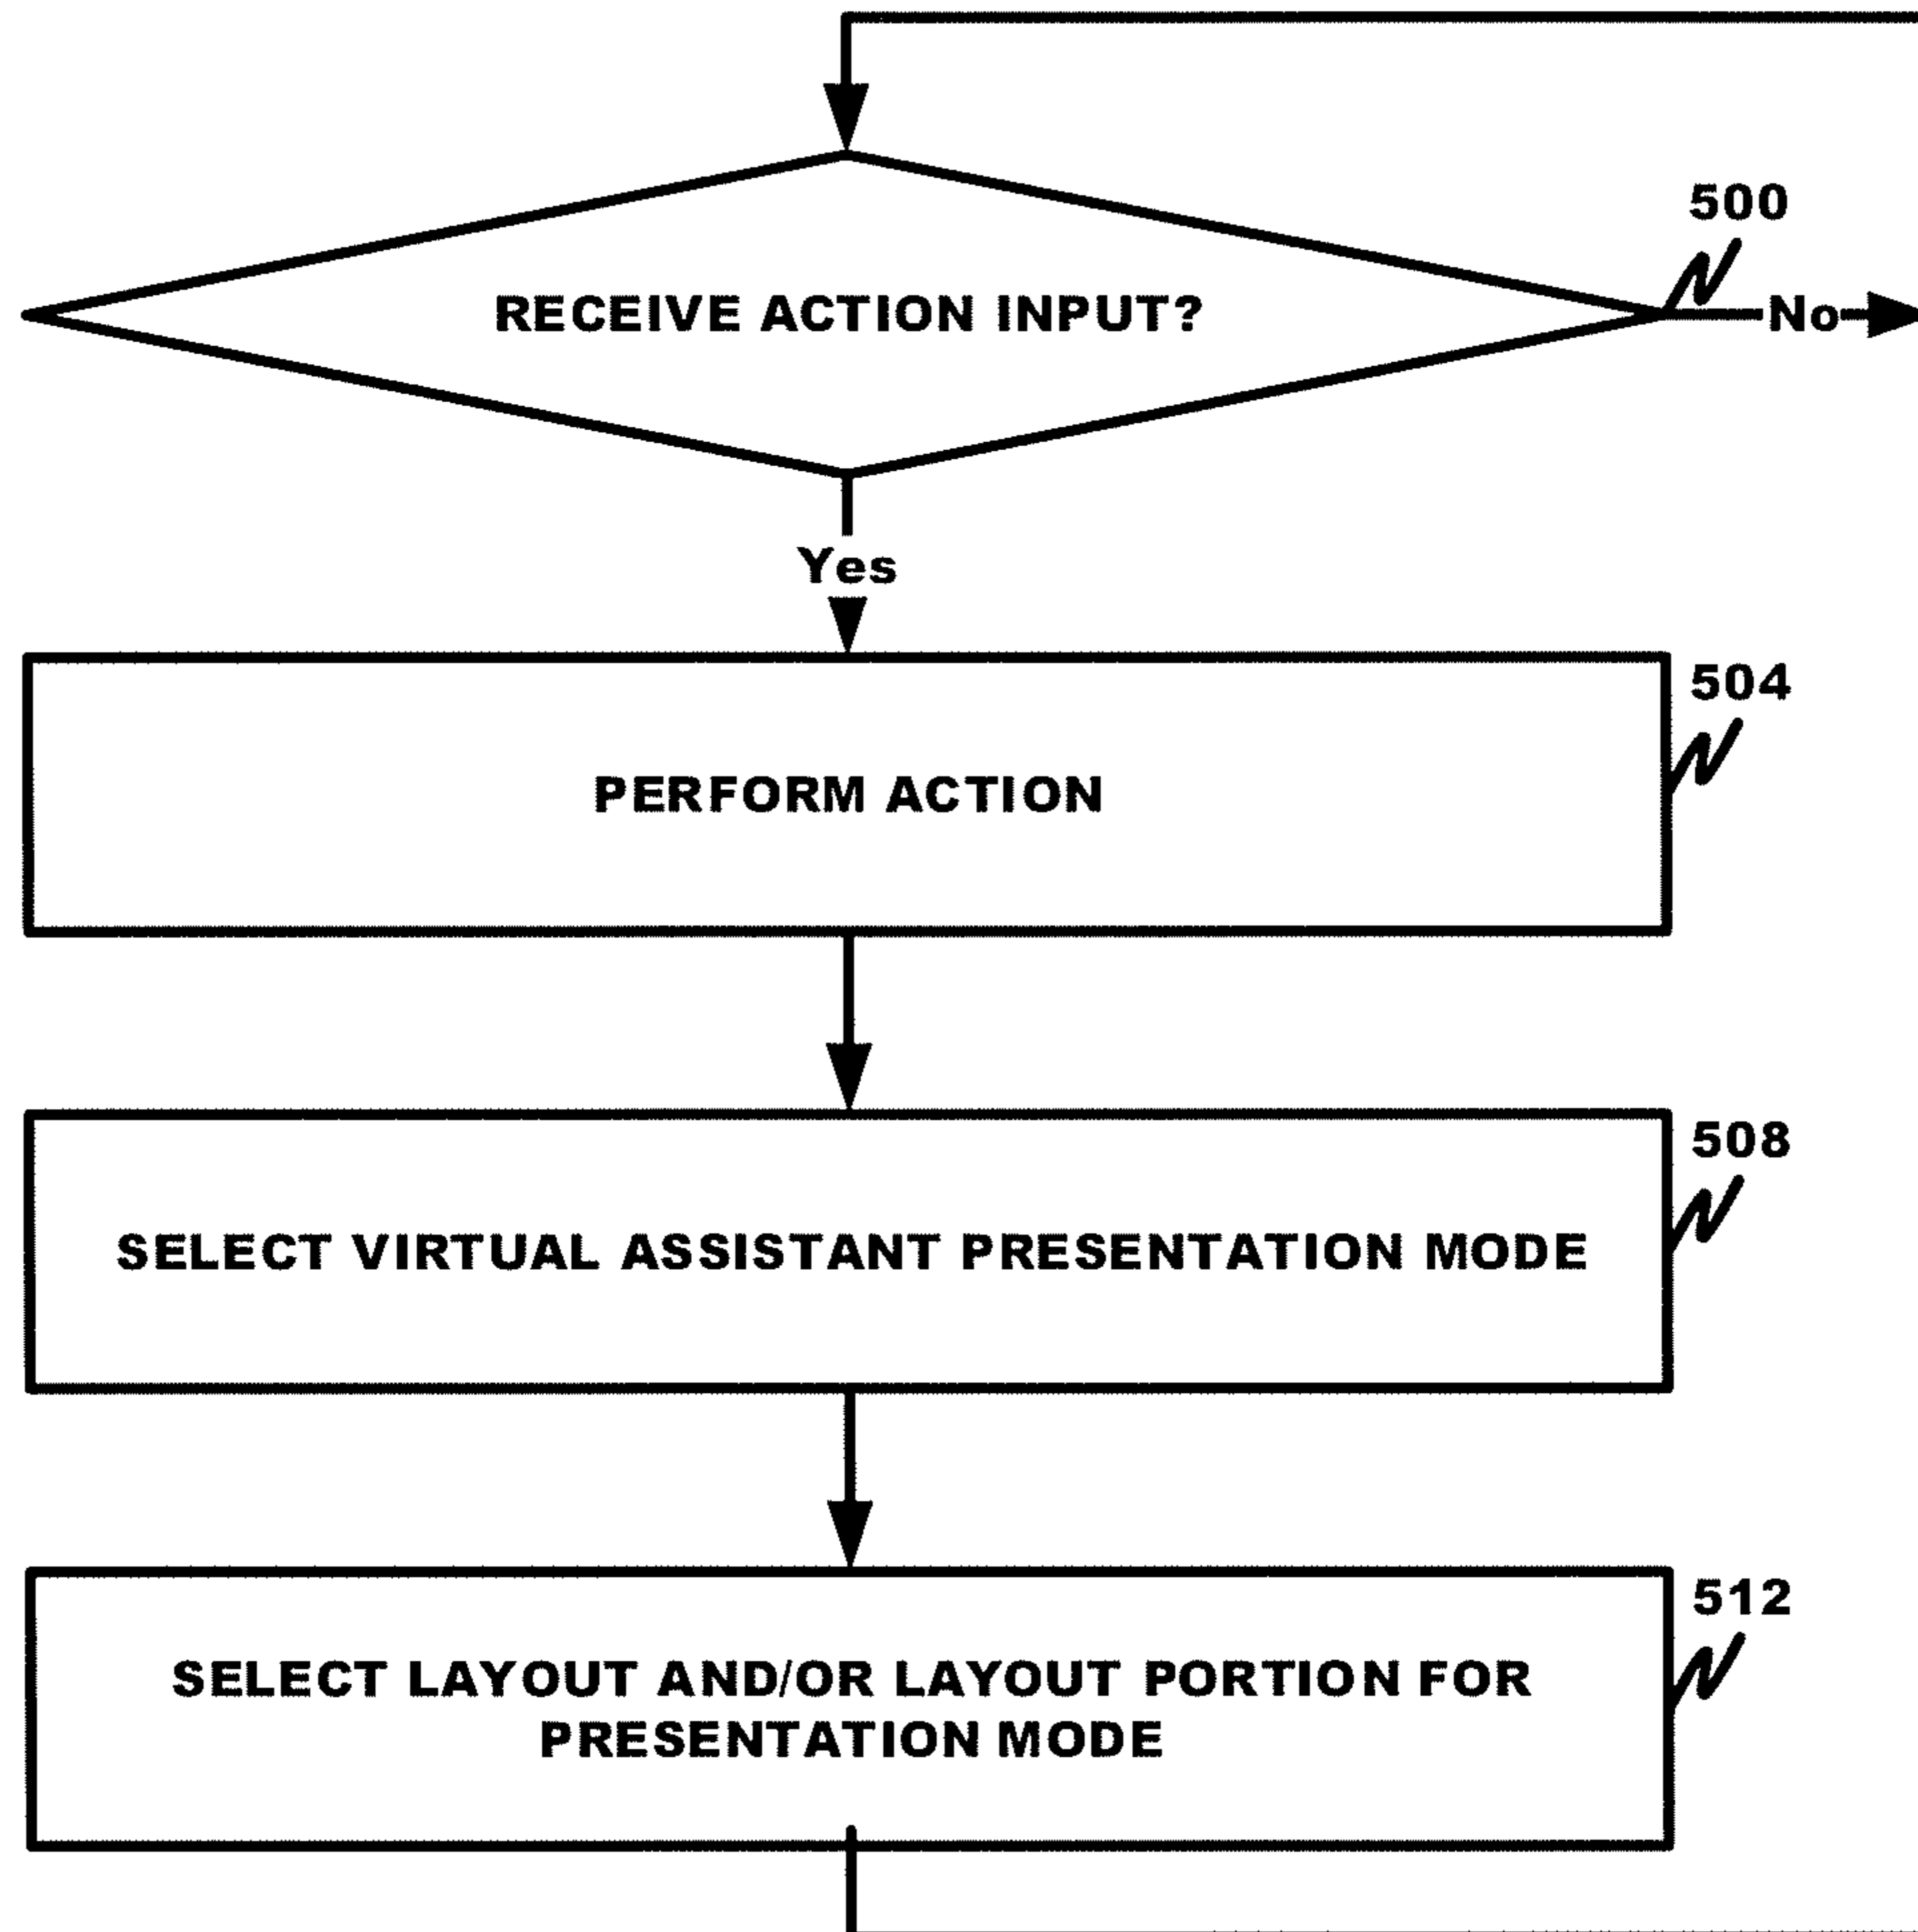 500
RECEIVE ACTION INPUT?
No
Yes
504
PERFORM ACTION
508
SELECT VIRTUAL ASSISTANT PRESENTATION MODE
512
SELECT LAYOUT AND/OR LAYOUT PORTION FOR
PRESENTATION MODE